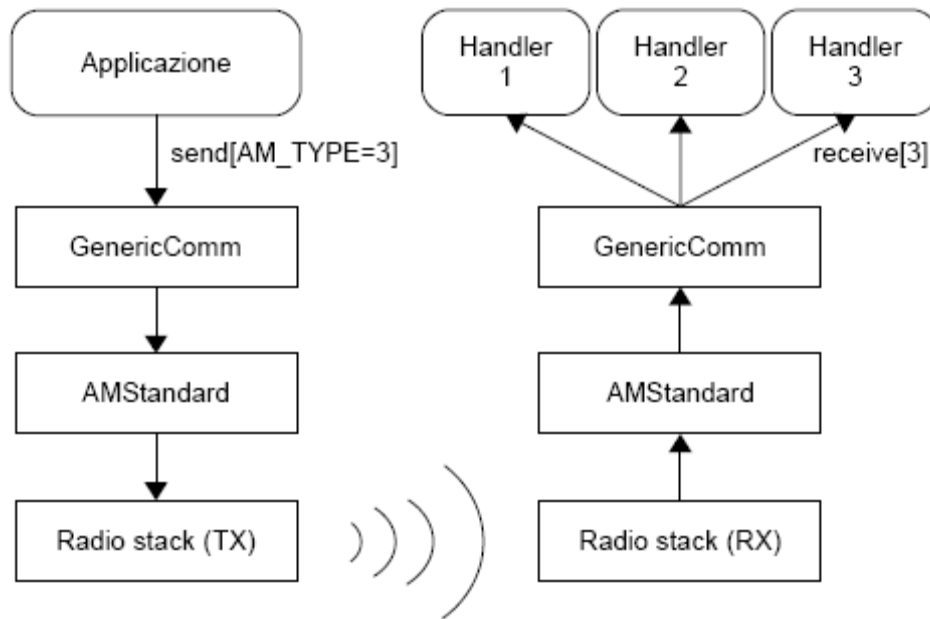 Applicazione
send[AM_TYPE=3]
GenericComm
AMStandard
Radio stack (TX)
Handler
1
Handler
2
Handler
3
receive[3]
GenericComm
AMStandard
Radio stack (RX)